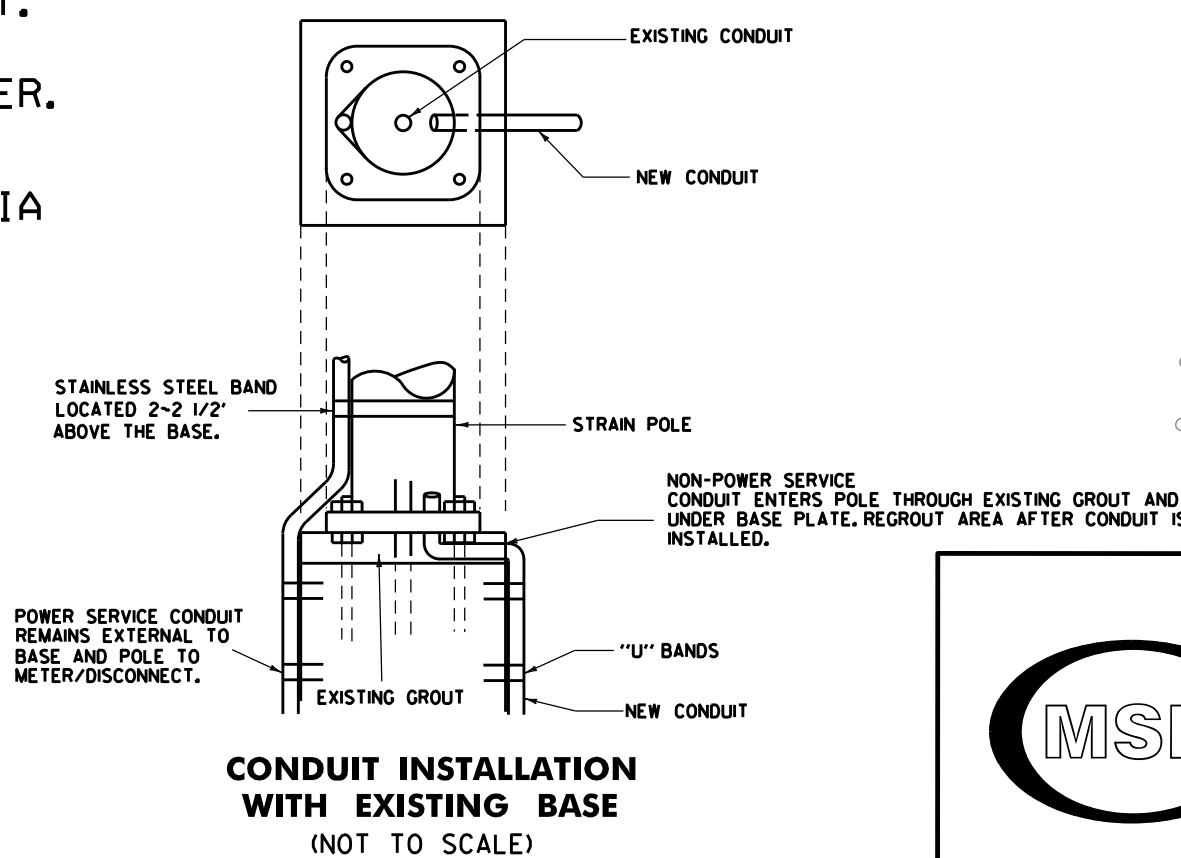 T.
ER.
IA
EXISTING CONDUIT
NEW CONDUIT
STAINLESS STEEL BAND
LOCATED 2~2 1/2'
ABOVE THE BASE.
STRAIN POLE
NON-POWER SERVICE
CONDUIT ENTERS POLE THROUGH EXISTING GROUT AND
UNDER BASE PLATE. REGROUT AREA AFTER CONDUIT IS
INSTALLED.
POWER SERVICE CONDUIT
REMAINS EXTERNAL TO
BASE AND POLE TO
METER/DISCONNECT.
"U" BANDS
EXISTING GROUT
NEW CONDUIT
CONDUIT INSTALLATION
WITH EXISTING BASE
(NOT TO SCALE)
MS